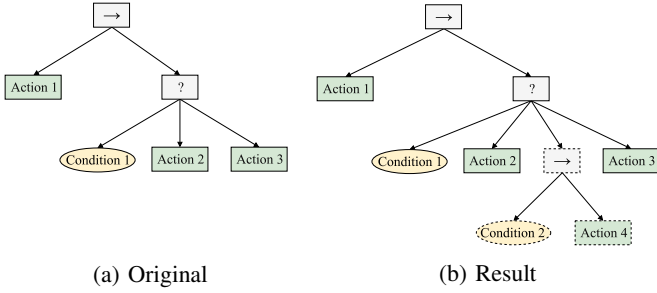 → →
Action 1 ? Action 1 ?
Condition 1 Action 2 Action 3 Condition 1 Action 2 → Action 3
Condition 2 Action 4
(a) Original (b) Result